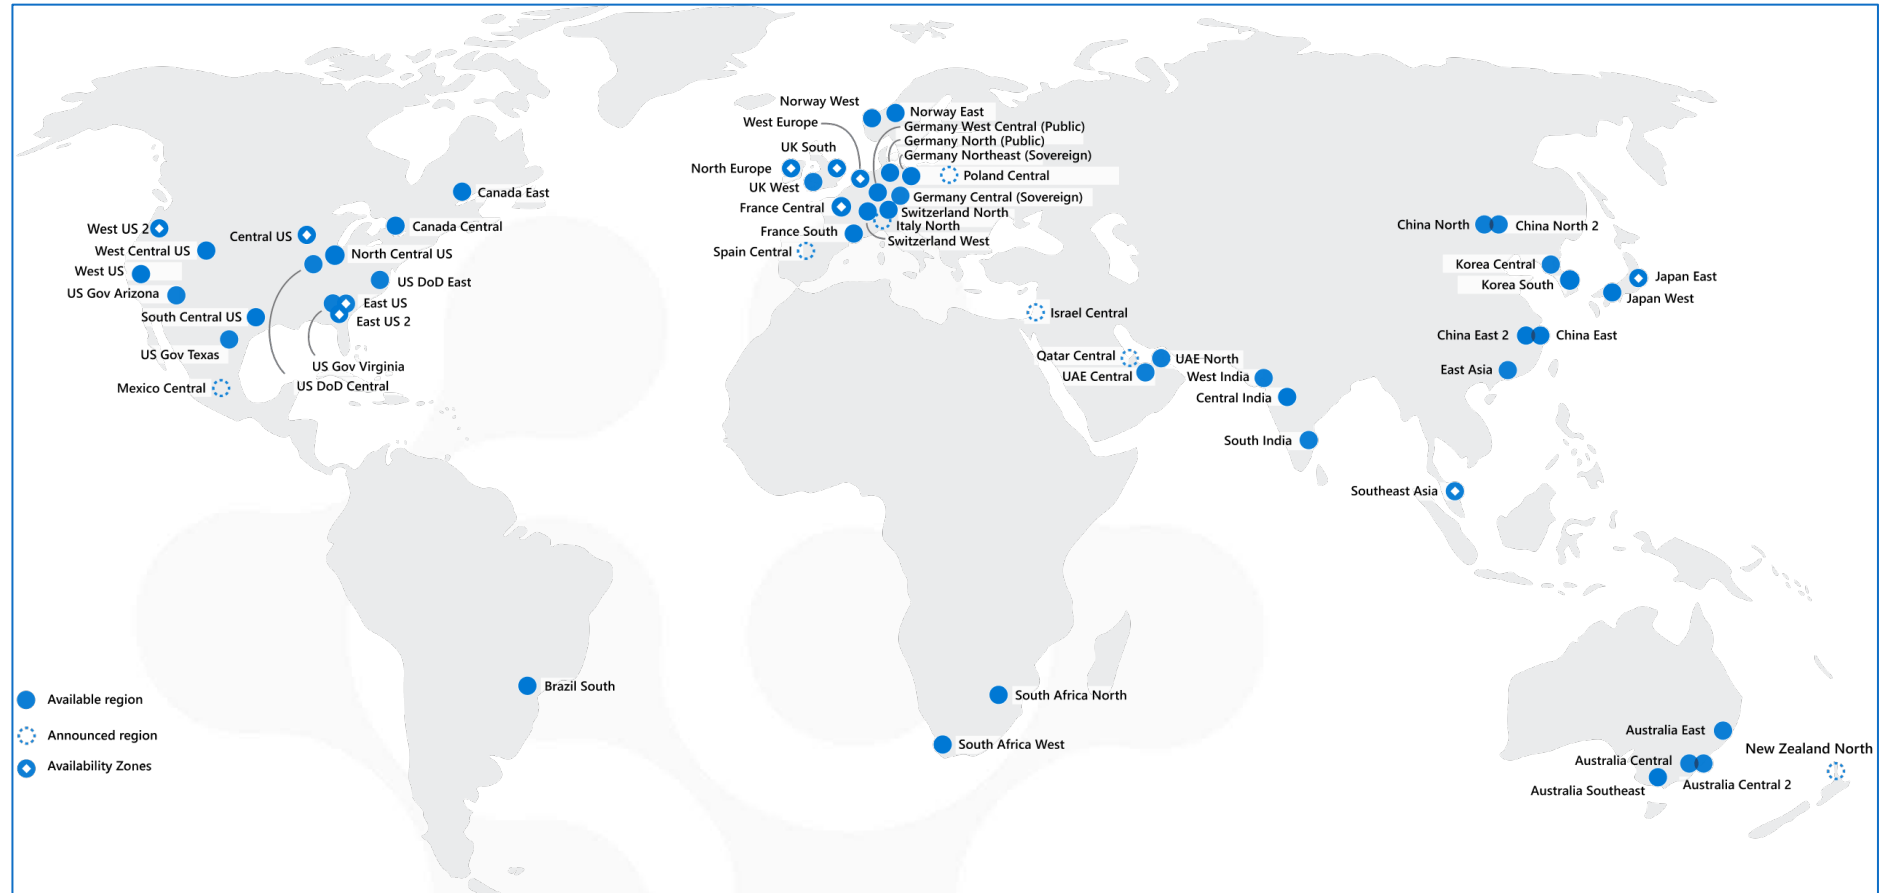 Norway West
Norway East
West Europe
Germany West Central (Public)
Germany North (Public)
UK South
Germany Northeast (Sovereign)
North Europe
Poland Central
UK West
Germany Central (Sovereign)
France Central
Switzerland North
Italy North
France South
Switzerland West
Spain Central
Canada East
West US 2
Canada Central
Central US
West Central US
North Central US
West US
US DoD East
US Gov Arizona
East US
South Central US
East US 2
US Gov Texas
US Gov Virginia
US DoD Central
Mexico Central
China North
China North 2
Korea Central
Korea South
Japan East
Japan West
Israel Central
China East 2
China East
Qatar Central
UAE North
UAE Central
West India
East Asia
Central India
South India
Southeast Asia
Brazil South
South Africa North
South Africa West
Available region
Announced region
Availability Zones
Australia East
New Zealand North
Australia Central
Australia Central 2
Australia Southeast